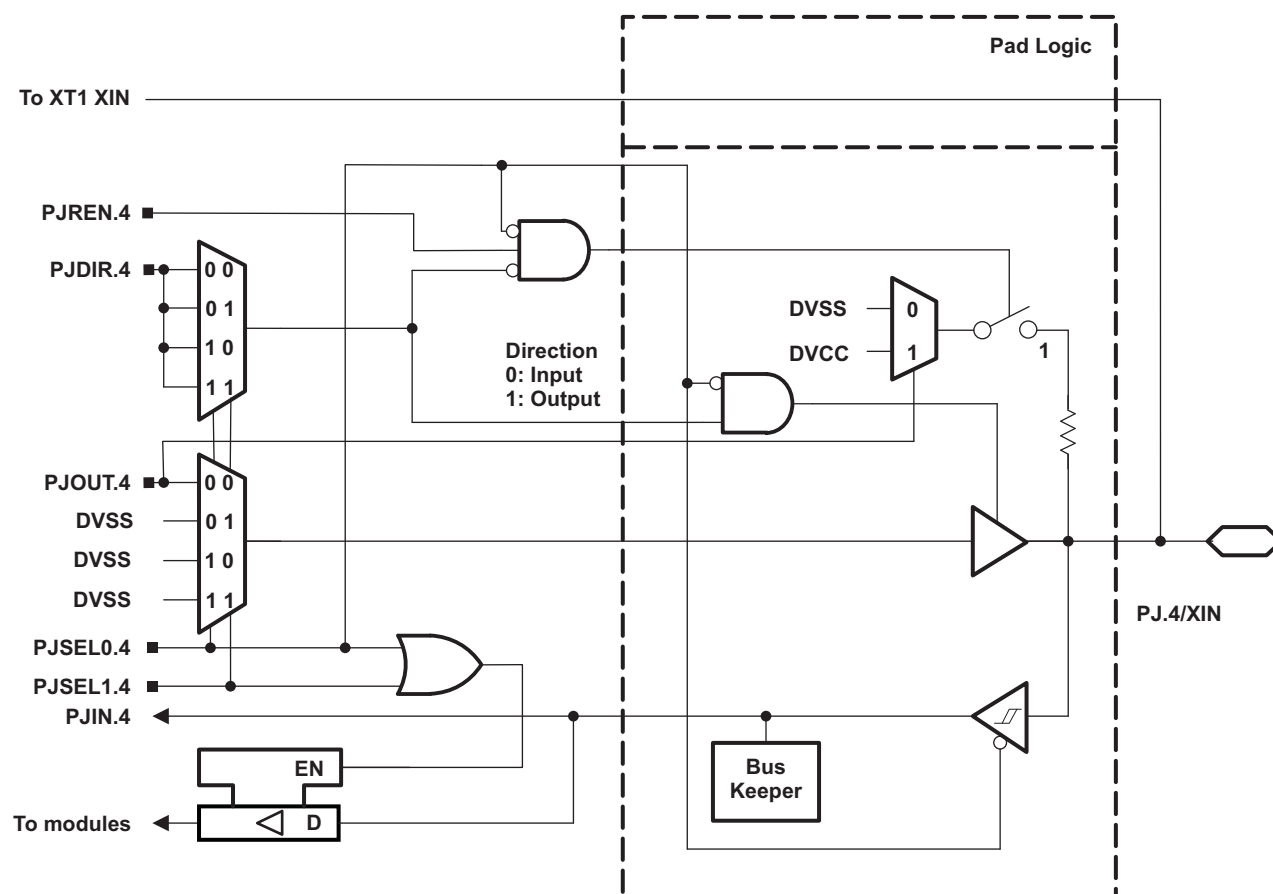 Pad Logic
To XT1 XIN
PJREN.4
PJDIR.4
0 0
0 1
1 0
1 1
Direction
0: Input
1: Output
DVSS
0
DVCC
1
1
PJOUT.4
0 0
DVSS
0 1
DVSS
1 0
DVSS
1 1
PJ.4/XIN
PJSEL0.4
PJSEL1.4
PJIN.4
EN
Bus
Keeper
To modules
D